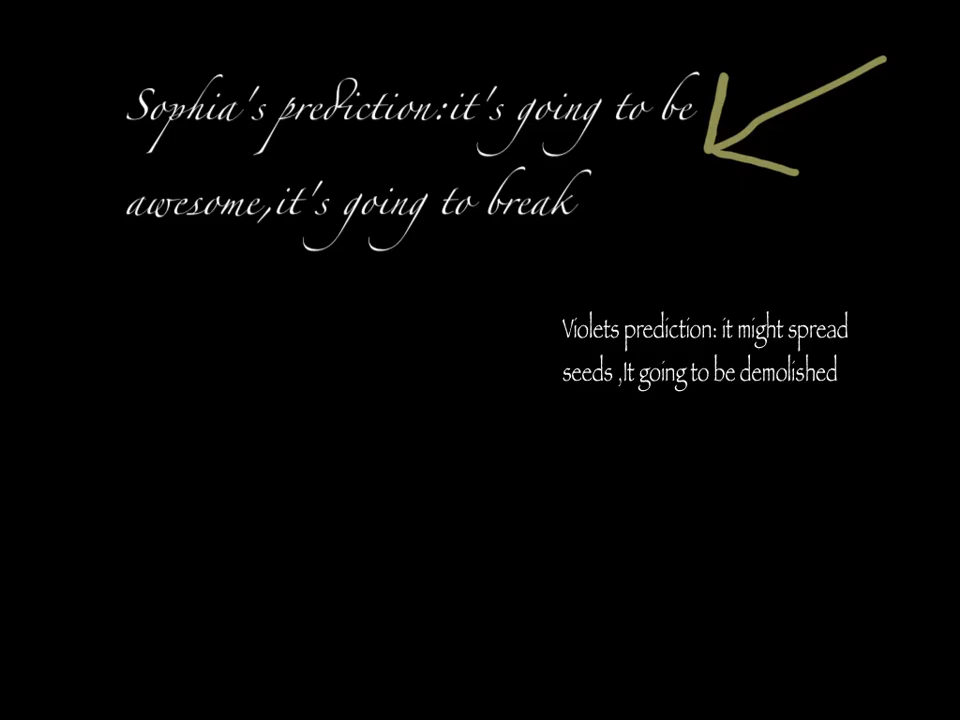 Sophia's prediction:it's going to be
awesome,it's going to break
Violets prediction: it might spread
seeds ,It going to be demolished